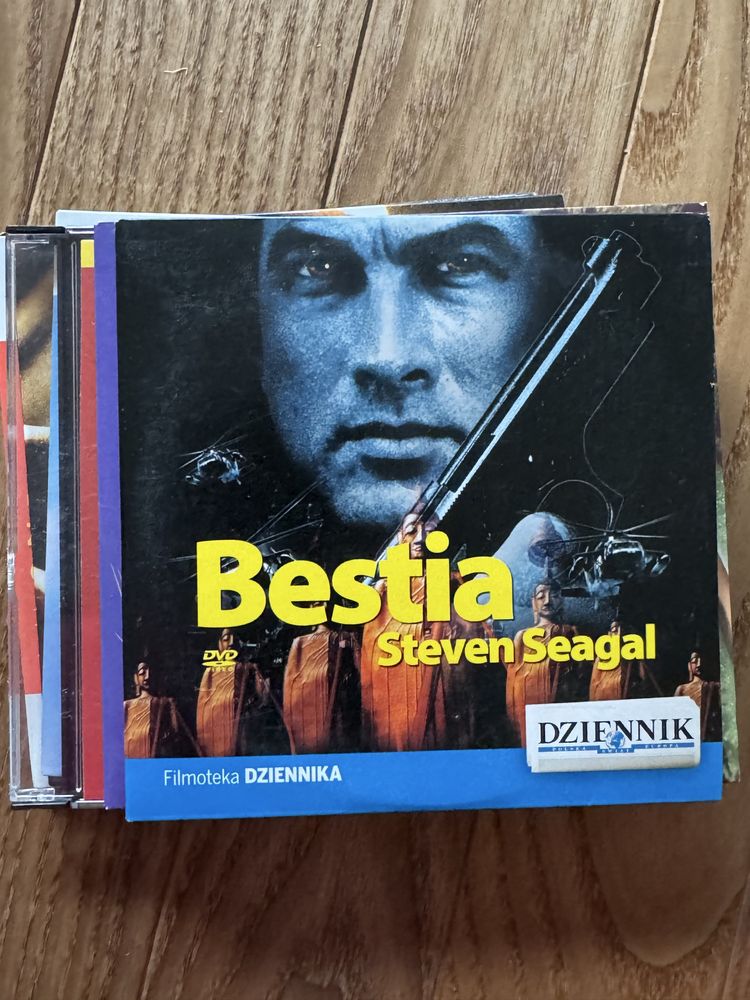 Bestia
DVD
Steven Seagal
DZIENNIK
POLSKA ŚWIAT EUROPA
Filmoteka DZIENNIKA